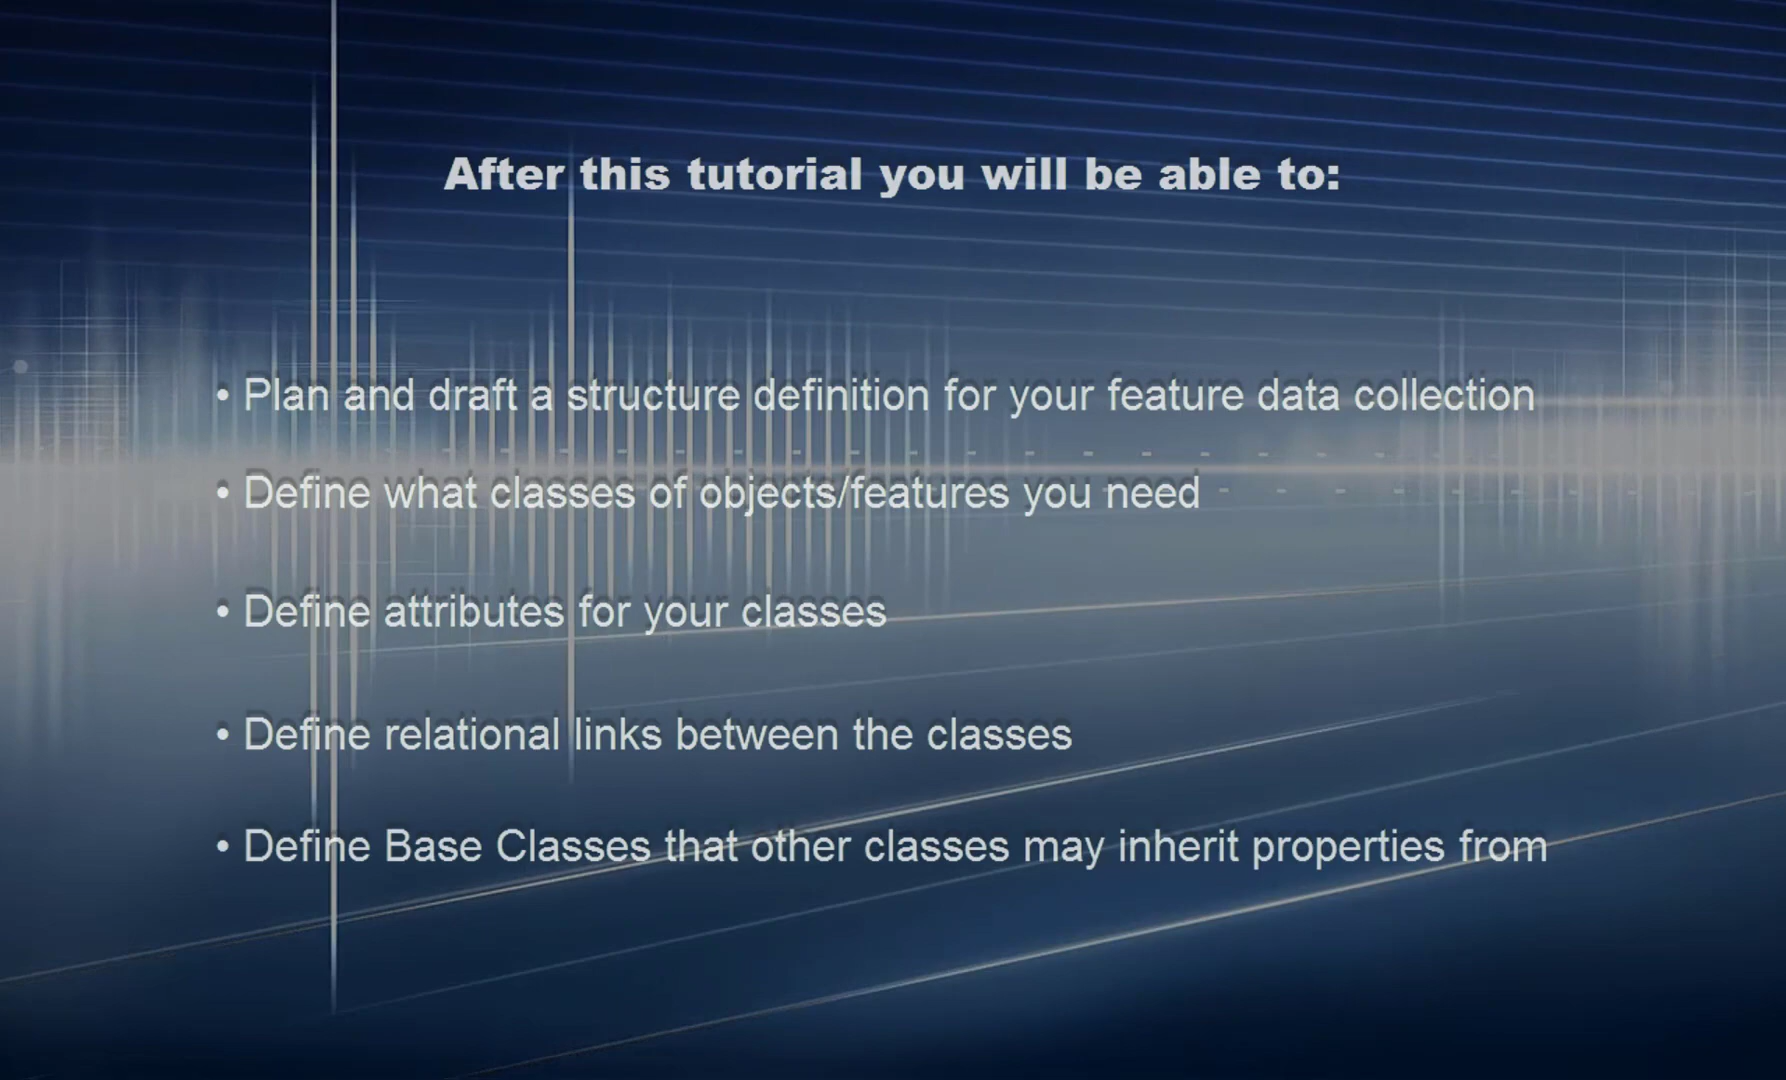 After this tutorial you will be able to:
• Plan and draft a structure definition for your feature data collection
• Define what classes of objects/features you need
• Define attributes for your classes
• Define relational links between the classes
• Define Base Classes that other classes may inherit properties from